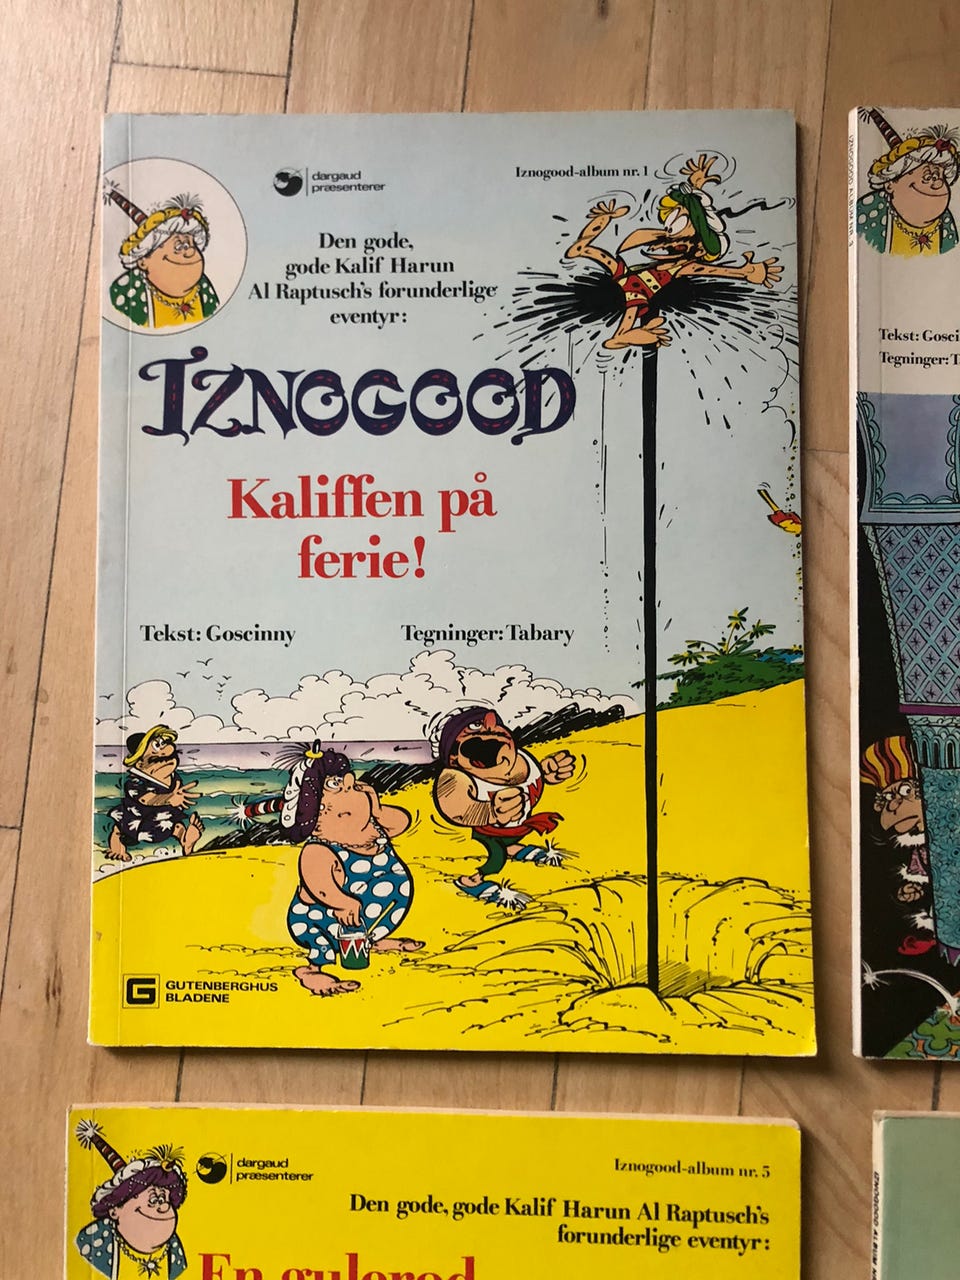 dargaud
præsenterer
Iznogood-album nr. 1
Den gode,
gode Kalif Harun
Al Raptusch's forunderlige
eventyr:
IZNOGOOD
Kaliffen på
ferie!
Tekst: Goscinny
Tegninger: Tabary
G
GUTENBERGHUS
BLADENE
Tekst: Gosci
Tegninger: T
dargaud
præsenterer
Iznogood-album nr. 5
Den gode, gode Kalif Harun Al Raptusch's
forunderlige eventyr:
En gulerod